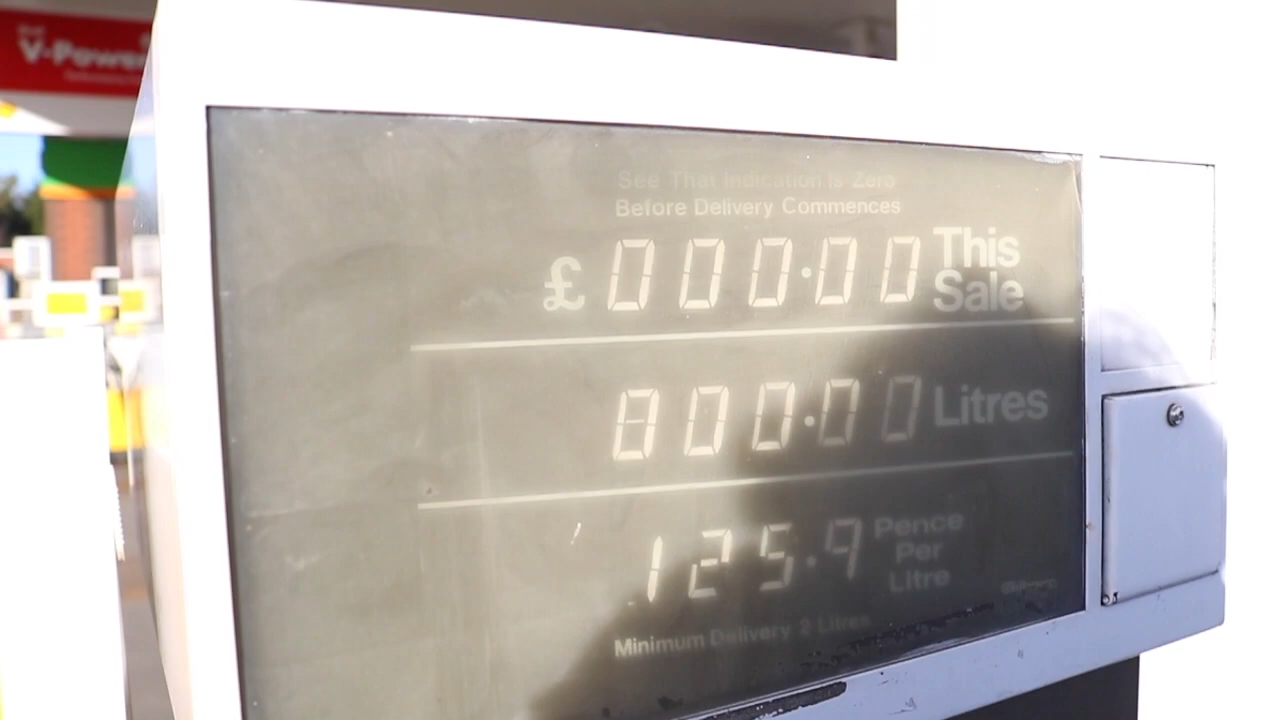 V-Power
See That Indication Is Zero
Before Delivery Commences
£000.00 This Sale
800.00 Litres
125.9 Pence Per Litre
Minimum Delivery 2 Litres